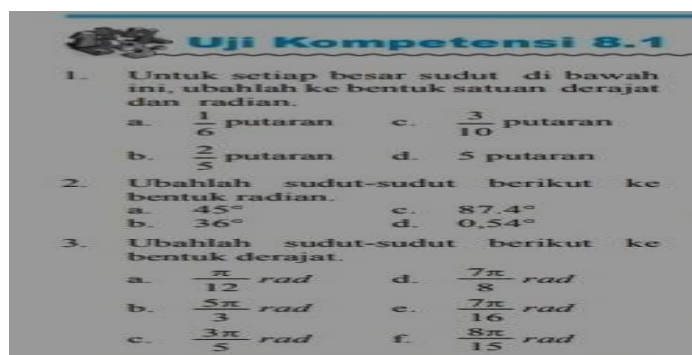 Uji Kompetensi 8.1
1. Untuk setiap besar sudut di bawah
ini, ubahlah ke bentuk satuan derajat
dan radian.
a. 1/6 putaran c. 3/10 putaran
b. 2/5 putaran d. 5 putaran
2. Ubahlah sudut-sudut berikut ke
bentuk radian.
a. 45° c. 87.4°
b. 36° d. 0,54°
3. Ubahlah sudut-sudut berikut ke
bentuk derajat.
a. π/12 rad d. 7π/8 rad
b. 5π/3 rad e. 7π/16 rad
c. 3π/5 rad f. 8π/15 rad